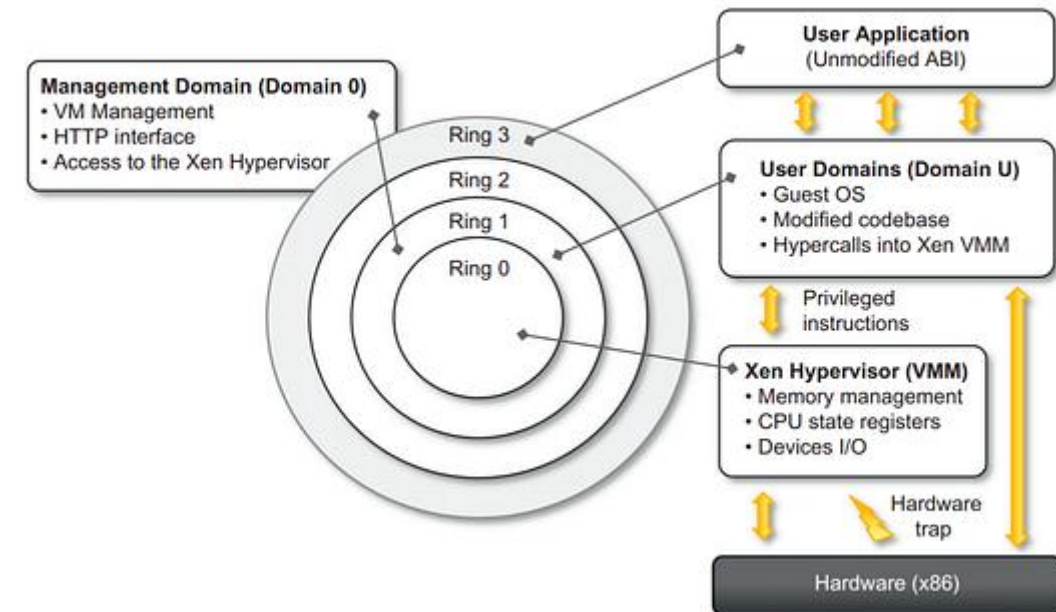 User Application
(Unmodified ABI)
Management Domain (Domain 0)
• VM Management
• HTTP interface
• Access to the Xen Hypervisor
Ring 3
Ring 2
Ring 1
Ring 0
User Domains (Domain U)
• Guest OS
• Modified codebase
• Hypercalls into Xen VMM
Privileged
instructions
Xen Hypervisor (VMM)
• Memory management
• CPU state registers
• Devices I/O
Hardware
trap
Hardware (x86)